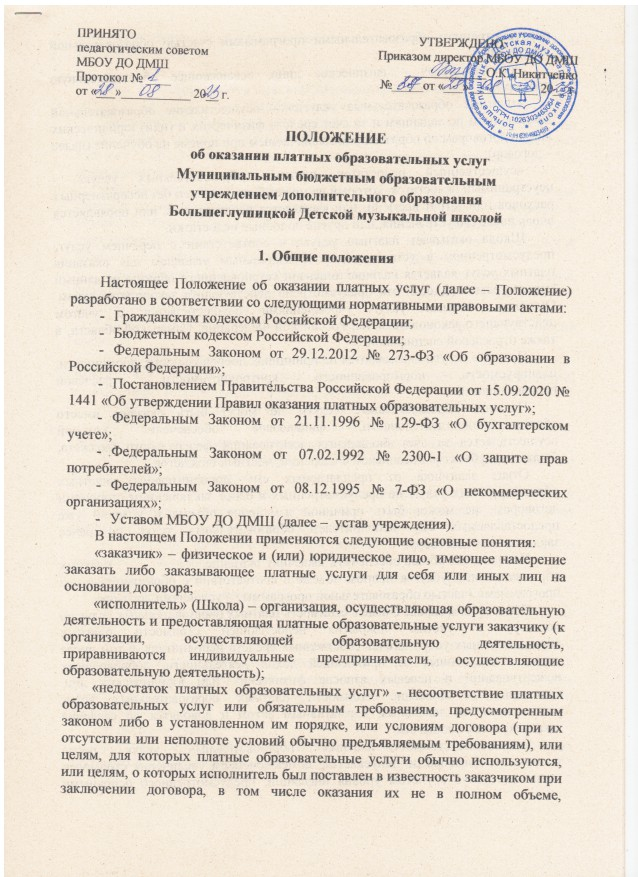 ПРИНЯТО
педагогическим советом
МБОУ ДО ДМШ
Протокол № 1
от «28» 08 2023 г.
УТВЕРЖДЕНО
Приказом директор МБОУ ДО ДМШ
О.К. Никитченко
№ от «28» 20
ПОЛОЖЕНИЕ
об оказании платных образовательных услуг
Муниципальным бюджетным образовательным
учреждением дополнительного образования
Большеглушицкой Детской музыкальной школой
1. Общие положения
Настоящее Положение об оказании платных услуг (далее – Положение)
разработано в соответствии со следующими нормативными правовыми актами:
- Гражданским кодексом Российской Федерации;
- Бюджетным кодексом Российской Федерации;
- Федеральным Законом от 29.12.2012 № 273-ФЗ «Об образовании в
Российской Федерации»;
- Постановлением Правительства Российской Федерации от 15.09.2020 №
1441 «Об утверждении Правил оказания платных образовательных услуг»;
- Федеральным Законом от 21.11.1996 № 129-ФЗ «О бухгалтерском
учете»;
- Федеральным Законом от 07.02.1992 № 2300-1 «О защите прав
потребителей»;
- Федеральным Законом от 08.12.1995 № 7-ФЗ «О некоммерческих
организациях»;
- Уставом МБОУ ДО ДМШ (далее – устав учреждения).
В настоящем Положении применяются следующие основные понятия:
«заказчик» – физическое и (или) юридическое лицо, имеющее намерение
заказать либо заказывающее платные услуги для себя или иных лиц на
основании договора;
«исполнитель» (Школа) – организация, осуществляющая образовательную
деятельность и предоставляющая платные образовательные услуги заказчику (к
организации, осуществляющей образовательную деятельность,
приравниваются индивидуальные предприниматели, осуществляющие
образовательную деятельность);
«недостаток платных образовательных услуг» - несоответствие платных
образовательных услуг или обязательным требованиям, предусмотренным
законом либо в установленном им порядке, или условиям договора (при их
отсутствии или неполноте условий обычно предъявляемым требованиям), или
целям, для которых платные образовательные услуги обычно используются,
или целям, о которых исполнитель был поставлен в известность заказчиком при
заключении договора, в том числе оказания их не в полном объеме,